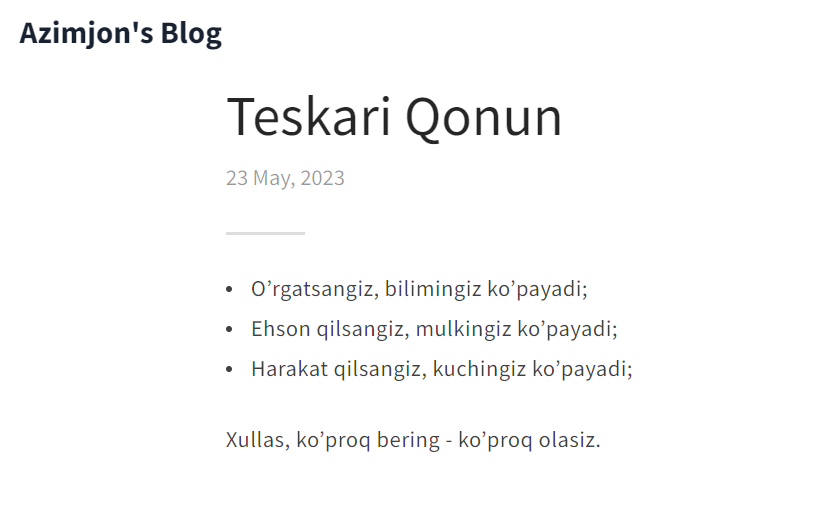 Azimjon's Blog
Teskari Qonun
23 May, 2023
• O’rgatsangiz, bilimingiz ko’payadi;
• Ehson qilsangiz, mulkingiz ko’payadi;
• Harakat qilsangiz, kuchingiz ko’payadi;
Xullas, ko’proq bering - ko’proq olasiz.